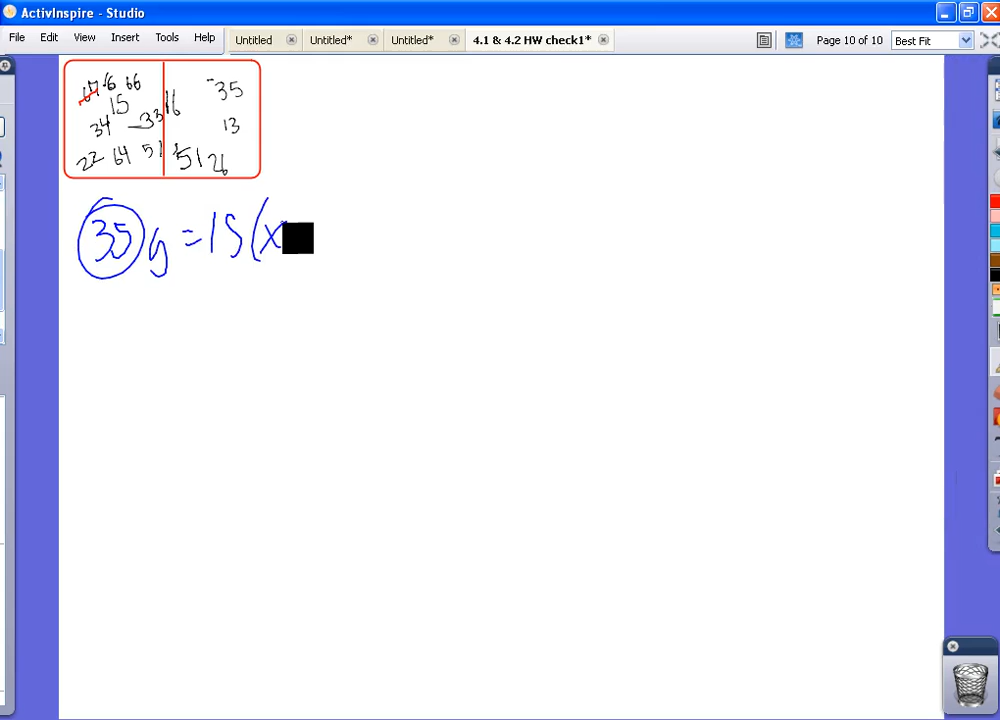 ActivInspire - Studio
File Edit View Insert Tools Help Untitled Untitled* Untitled* 4.1 & 4.2 HW check1* Page 10 of 10 Best Fit
67 6 66 -35
15 16
34 33 13
22 64 51 51 26
35 y = 15(x